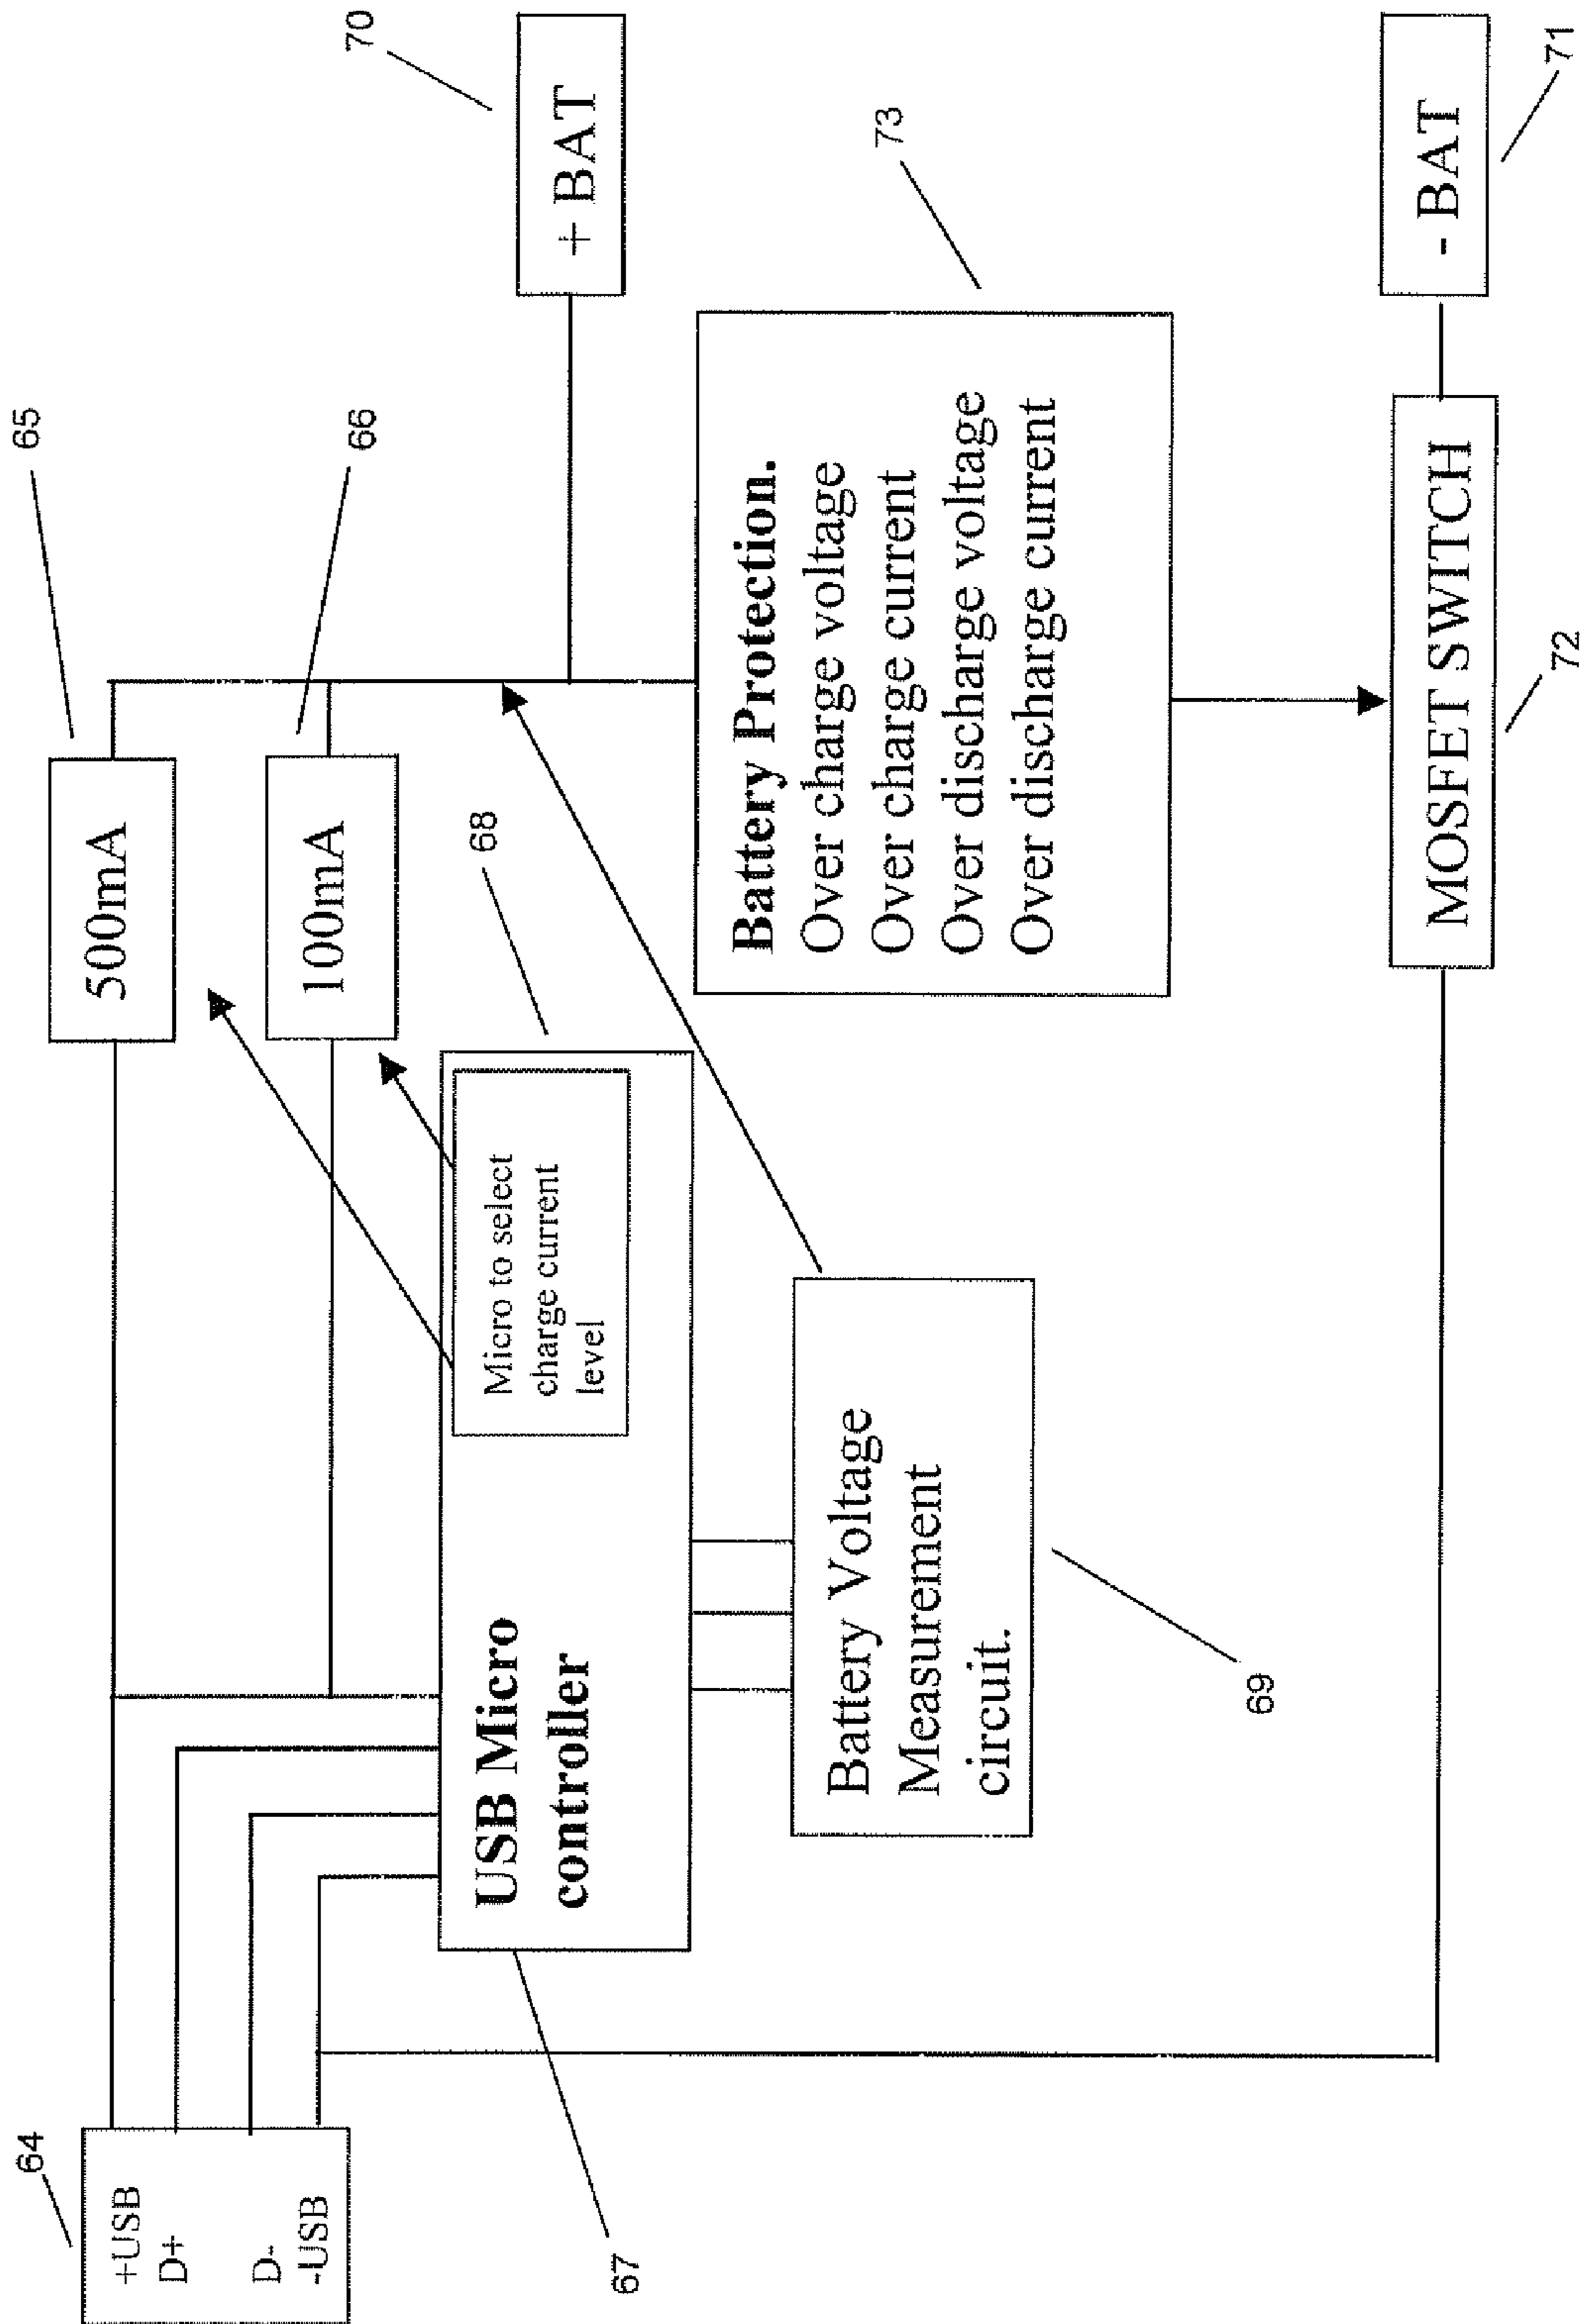 64
+USB
D+
D-
-USB
65
500mA
66
100mA
68
Micro to select
charge current
level
USB Micro
controller
67
Battery Voltage
Measurement
circuit.
69
70
+ BAT
73
Battery Protection.
Over charge voltage
Over charge current
Over discharge voltage
Over discharge current
MOSFET SWITCH
72
- BAT
71